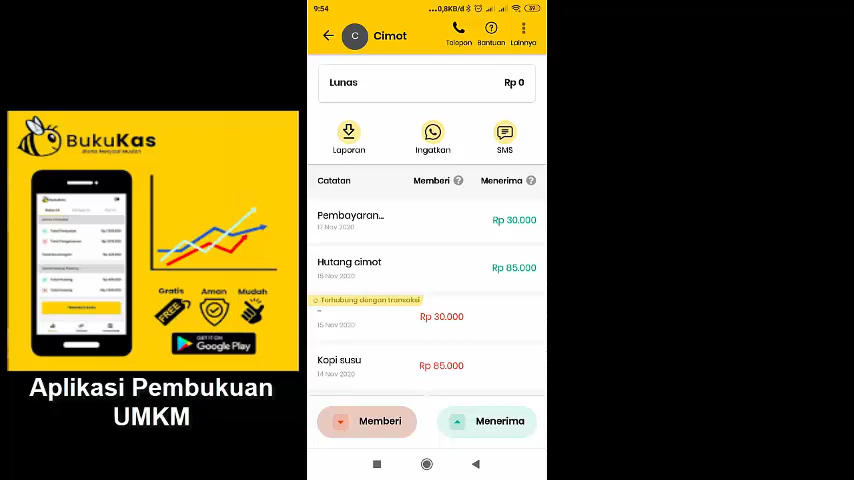 BukuKas
Gratis Aman Mudah
FREE
GET IT ON
Google Play
Aplikasi Pembukuan
UMKM
9:54
...0,8KB/d
39
C
Cimot
Telepon
Bantuan
Lainnya
Lunas
Rp 0
Laporan
Ingatkan
SMS
Catatan
Memberi ?
Menerima ?
Pembayaran...
Rp 30.000
17 Nov 2020
Hutang cimot
Rp 85.000
15 Nov 2020
Terhubung dengan transaksi
-
Rp 30.000
15 Nov 2020
Kopi susu
Rp 85.000
14 Nov 2020
Memberi
Menerima